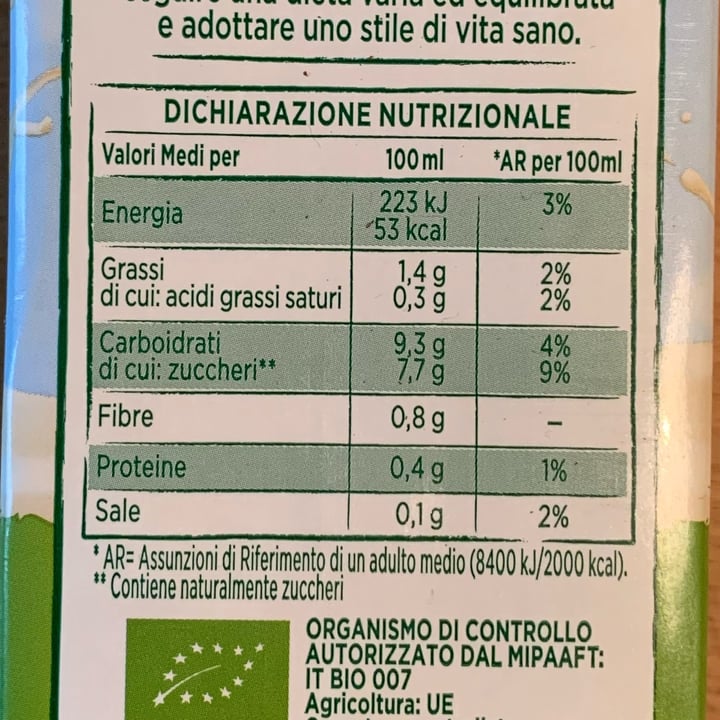 e adottare uno stile di vita sano.
DICHIARAZIONE NUTRIZIONALE
Valori Medi per 100 ml *AR per 100ml
Energia 223 kJ 3%
53 kcal
Grassi 1,4 g 2%
di cui: acidi grassi saturi 0,3 g 2%
Carboidrati 9,3 g 4%
di cui: zuccheri** 7,7 g 9%
Fibre 0,8 g –
Proteine 0,4 g 1%
Sale 0,1 g 2%
* AR= Assunzioni di Riferimento di un adulto medio (8400 kJ/2000 kcal).
** Contiene naturalmente zuccheri
ORGANISMO DI CONTROLLO
AUTORIZZATO DAL MIPAAFT:
IT BIO 007
Agricoltura: UE